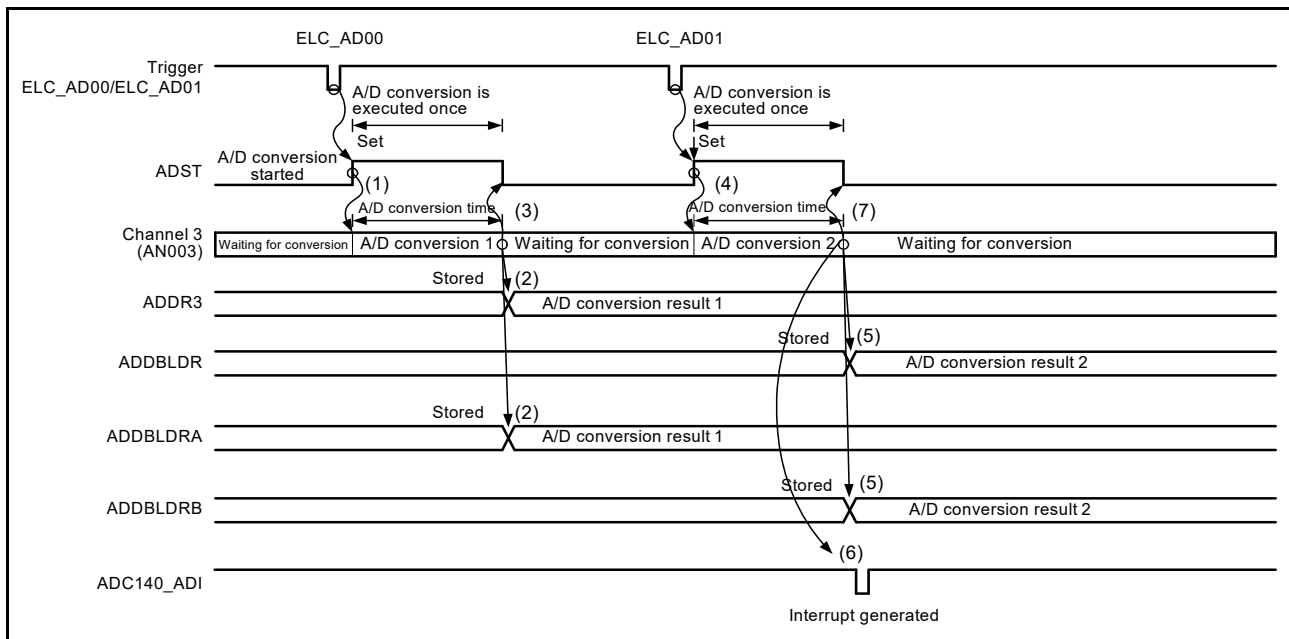 ELC_AD00
ELC_AD01
Trigger
ELC_AD00/ELC_AD01
A/D conversion is
executed once
A/D conversion is
executed once
Set
Set
ADST
A/D conversion
started
(1)
(4)
A/D conversion time
(3)
A/D conversion time
(7)
Channel 3
(AN003)
Waiting for conversion
A/D conversion 1
Waiting for conversion
A/D conversion 2
Waiting for conversion
Stored
(2)
ADDR3
A/D conversion result 1
Stored
(5)
ADDBLDR
A/D conversion result 2
Stored
(2)
ADDBLDRA
A/D conversion result 1
Stored
(5)
ADDBLDRB
A/D conversion result 2
(6)
ADC140_ADI
Interrupt generated